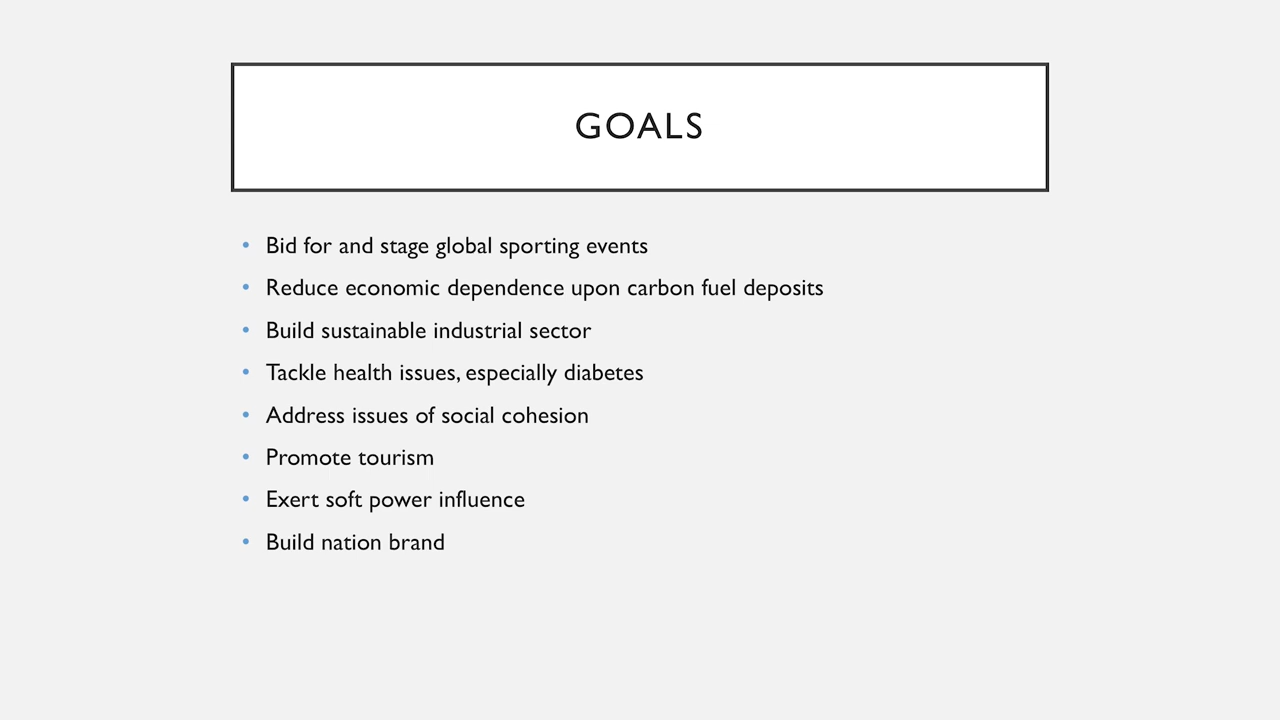 GOALS
• Bid for and stage global sporting events
• Reduce economic dependence upon carbon fuel deposits
• Build sustainable industrial sector
• Tackle health issues, especially diabetes
• Address issues of social cohesion
• Promote tourism
• Exert soft power influence
• Build nation brand